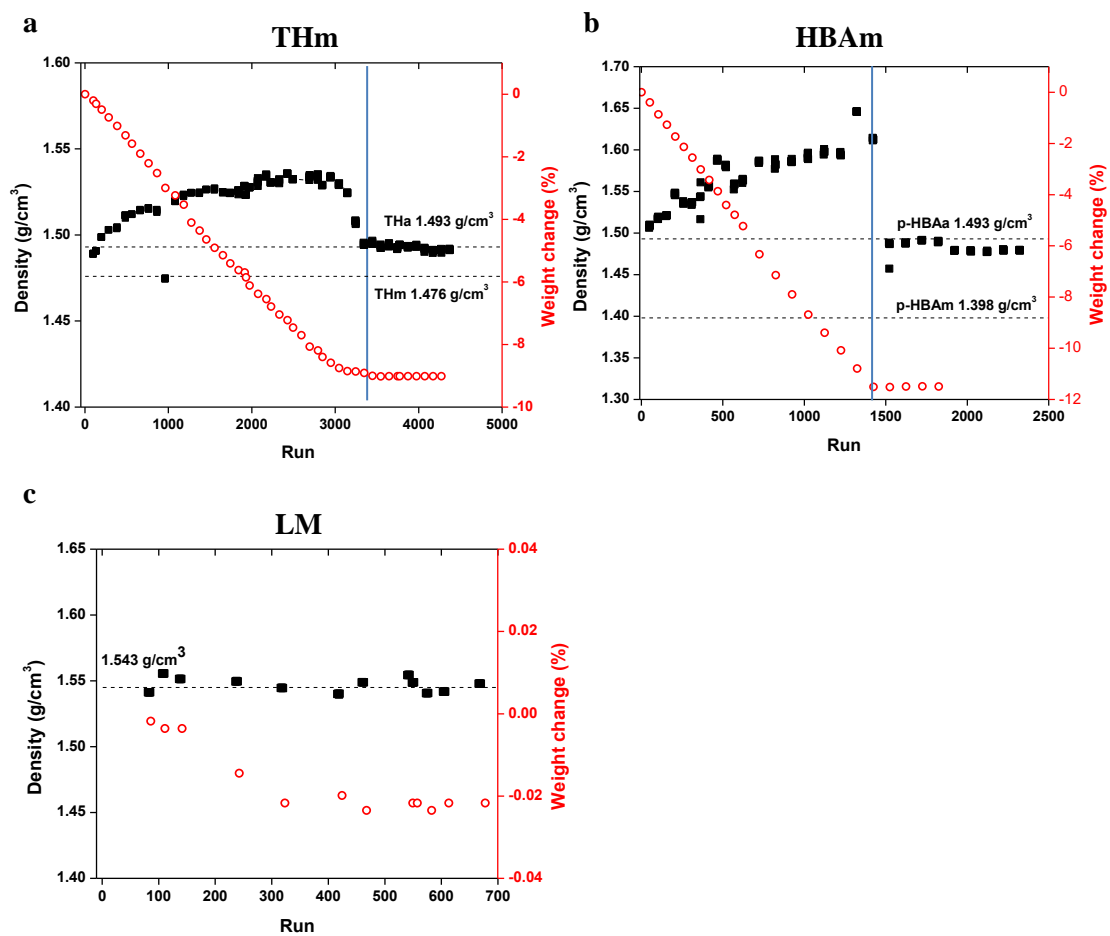 a
THm
1.60
1.55
1.50
1.45
1.40
Density (g/cm³)
0
-2
-4
-6
-8
-9
Weight change (%)
THa 1.493 g/cm³
THm 1.476 g/cm³
0 1000 2000 3000 4000 5000
Run
b
HBAm
1.70
1.65
1.60
1.55
1.50
1.45
1.40
1.35
1.30
Density (g/cm³)
0
-2
-4
-6
-8
-10
-12
Weight change (%)
p-HBAa 1.493 g/cm³
p-HBAm 1.398 g/cm³
0 500 1000 1500 2000 2500
Run
c
LM
1.65
1.60
1.55
1.50
1.45
1.40
Density (g/cm³)
0.04
0.02
0.00
-0.02
-0.04
Weight change (%)
1.543 g/cm³
0 100 200 300 400 500 600 700
Run